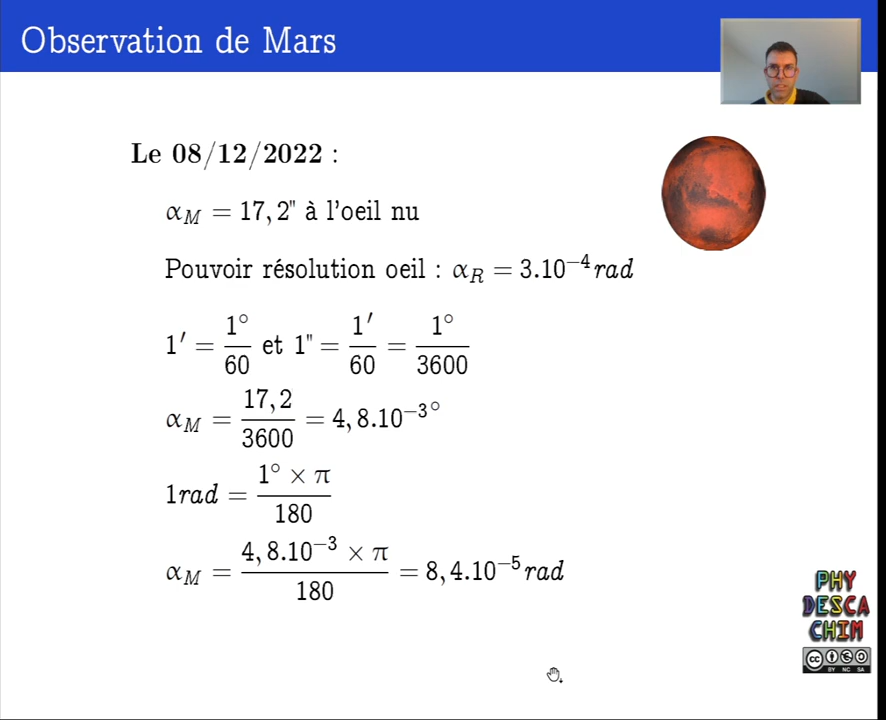 Observation de Mars
Le 08/12/2022 :
α_M = 17, 2" à l'oeil nu
Pouvoir résolution oeil : α_R = 3.10⁻⁴ rad
1′ = 1°/60 et 1" = 1′/60 = 1°/3600
α_M = 17, 2/3600 = 4, 8.10⁻³°
1rad = 1° × π/180
α_M = 4, 8.10⁻³ × π/180 = 8, 4.10⁻⁵ rad
PHY
DESCA
CHIM
cc
BY NC SA